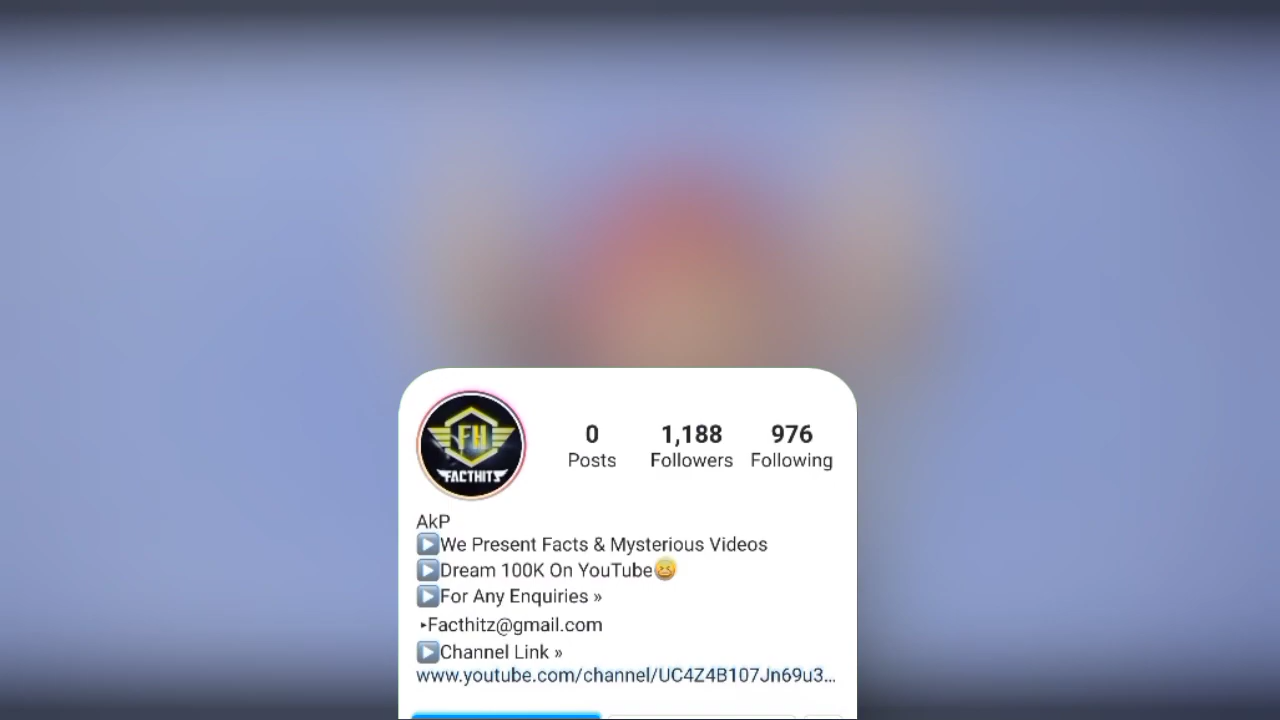 FH
FACTHITZ
0 1,188 976
Posts Followers Following
AkP
▶️We Present Facts & Mysterious Videos
▶️Dream 100K On YouTube😆
▶️For Any Enquiries »
‣Facthitz@gmail.com
▶️Channel Link »
www.youtube.com/channel/UC4Z4B107Jn69u3...